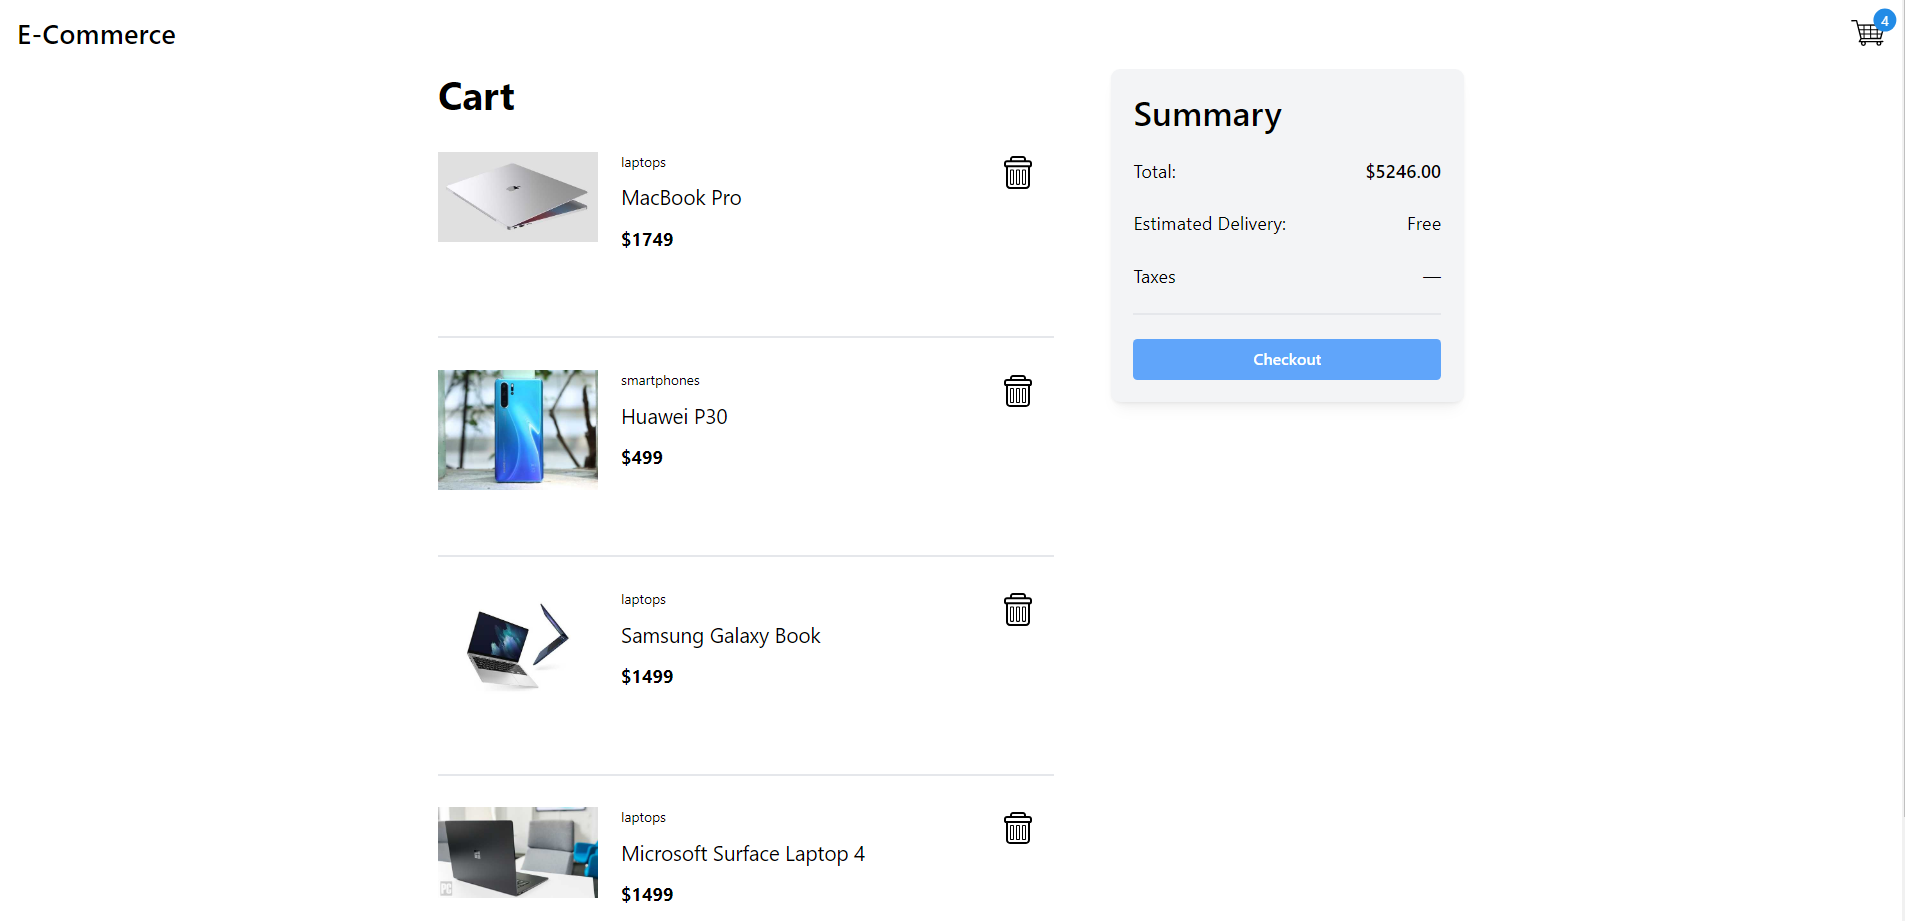 E-Commerce
4
Cart
laptops
MacBook Pro
$1749
smartphones
Huawei P30
$499
laptops
Samsung Galaxy Book
$1499
laptops
Microsoft Surface Laptop 4
$1499
PC
Summary
Total: $5246.00
Estimated Delivery: Free
Taxes —
Checkout